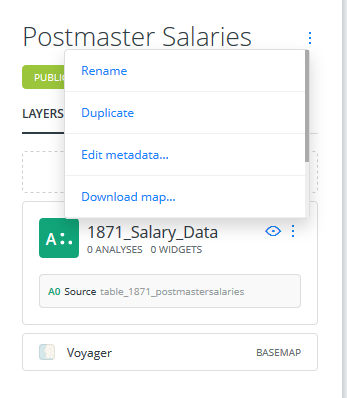 Postmaster Salaries
PUBLIC
Rename
Duplicate
LAYERS
Edit metadata...
Download map...
A
1871_Salary_Data
0 ANALYSES 0 WIDGETS
A0 Source table_1871_postmastersalaries
Voyager BASEMAP